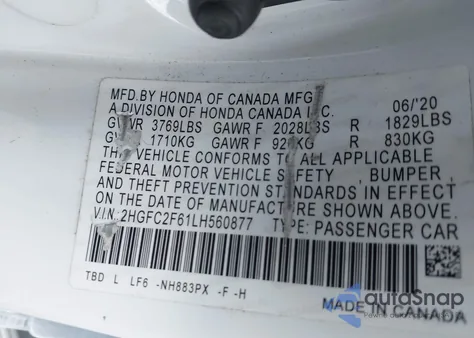 MFD.BY HONDA OF CANADA MFG.
A DIVISION OF HONDA CANADA INC. 06/'20
GVWR 3769LBS GAWR F 2028LBS R 1829LBS
GVWR 1710KG GAWR F 920KG R 830KG
THE VEHICLE CONFORMS TO ALL APPLICABLE
FEDERAL MOTOR VEHICLE SAFETY, BUMPER,
AND THEFT PREVENTION STANDARDS IN EFFECT
ON THE DATE OF MANUFACTURE SHOWN ABOVE.
V.I.N: 2HGFC2F61LH560877 TYPE: PASSENGER CAR
TBD L LF6 -NH883PX -F -H
MADE IN CANADA
autoSnap